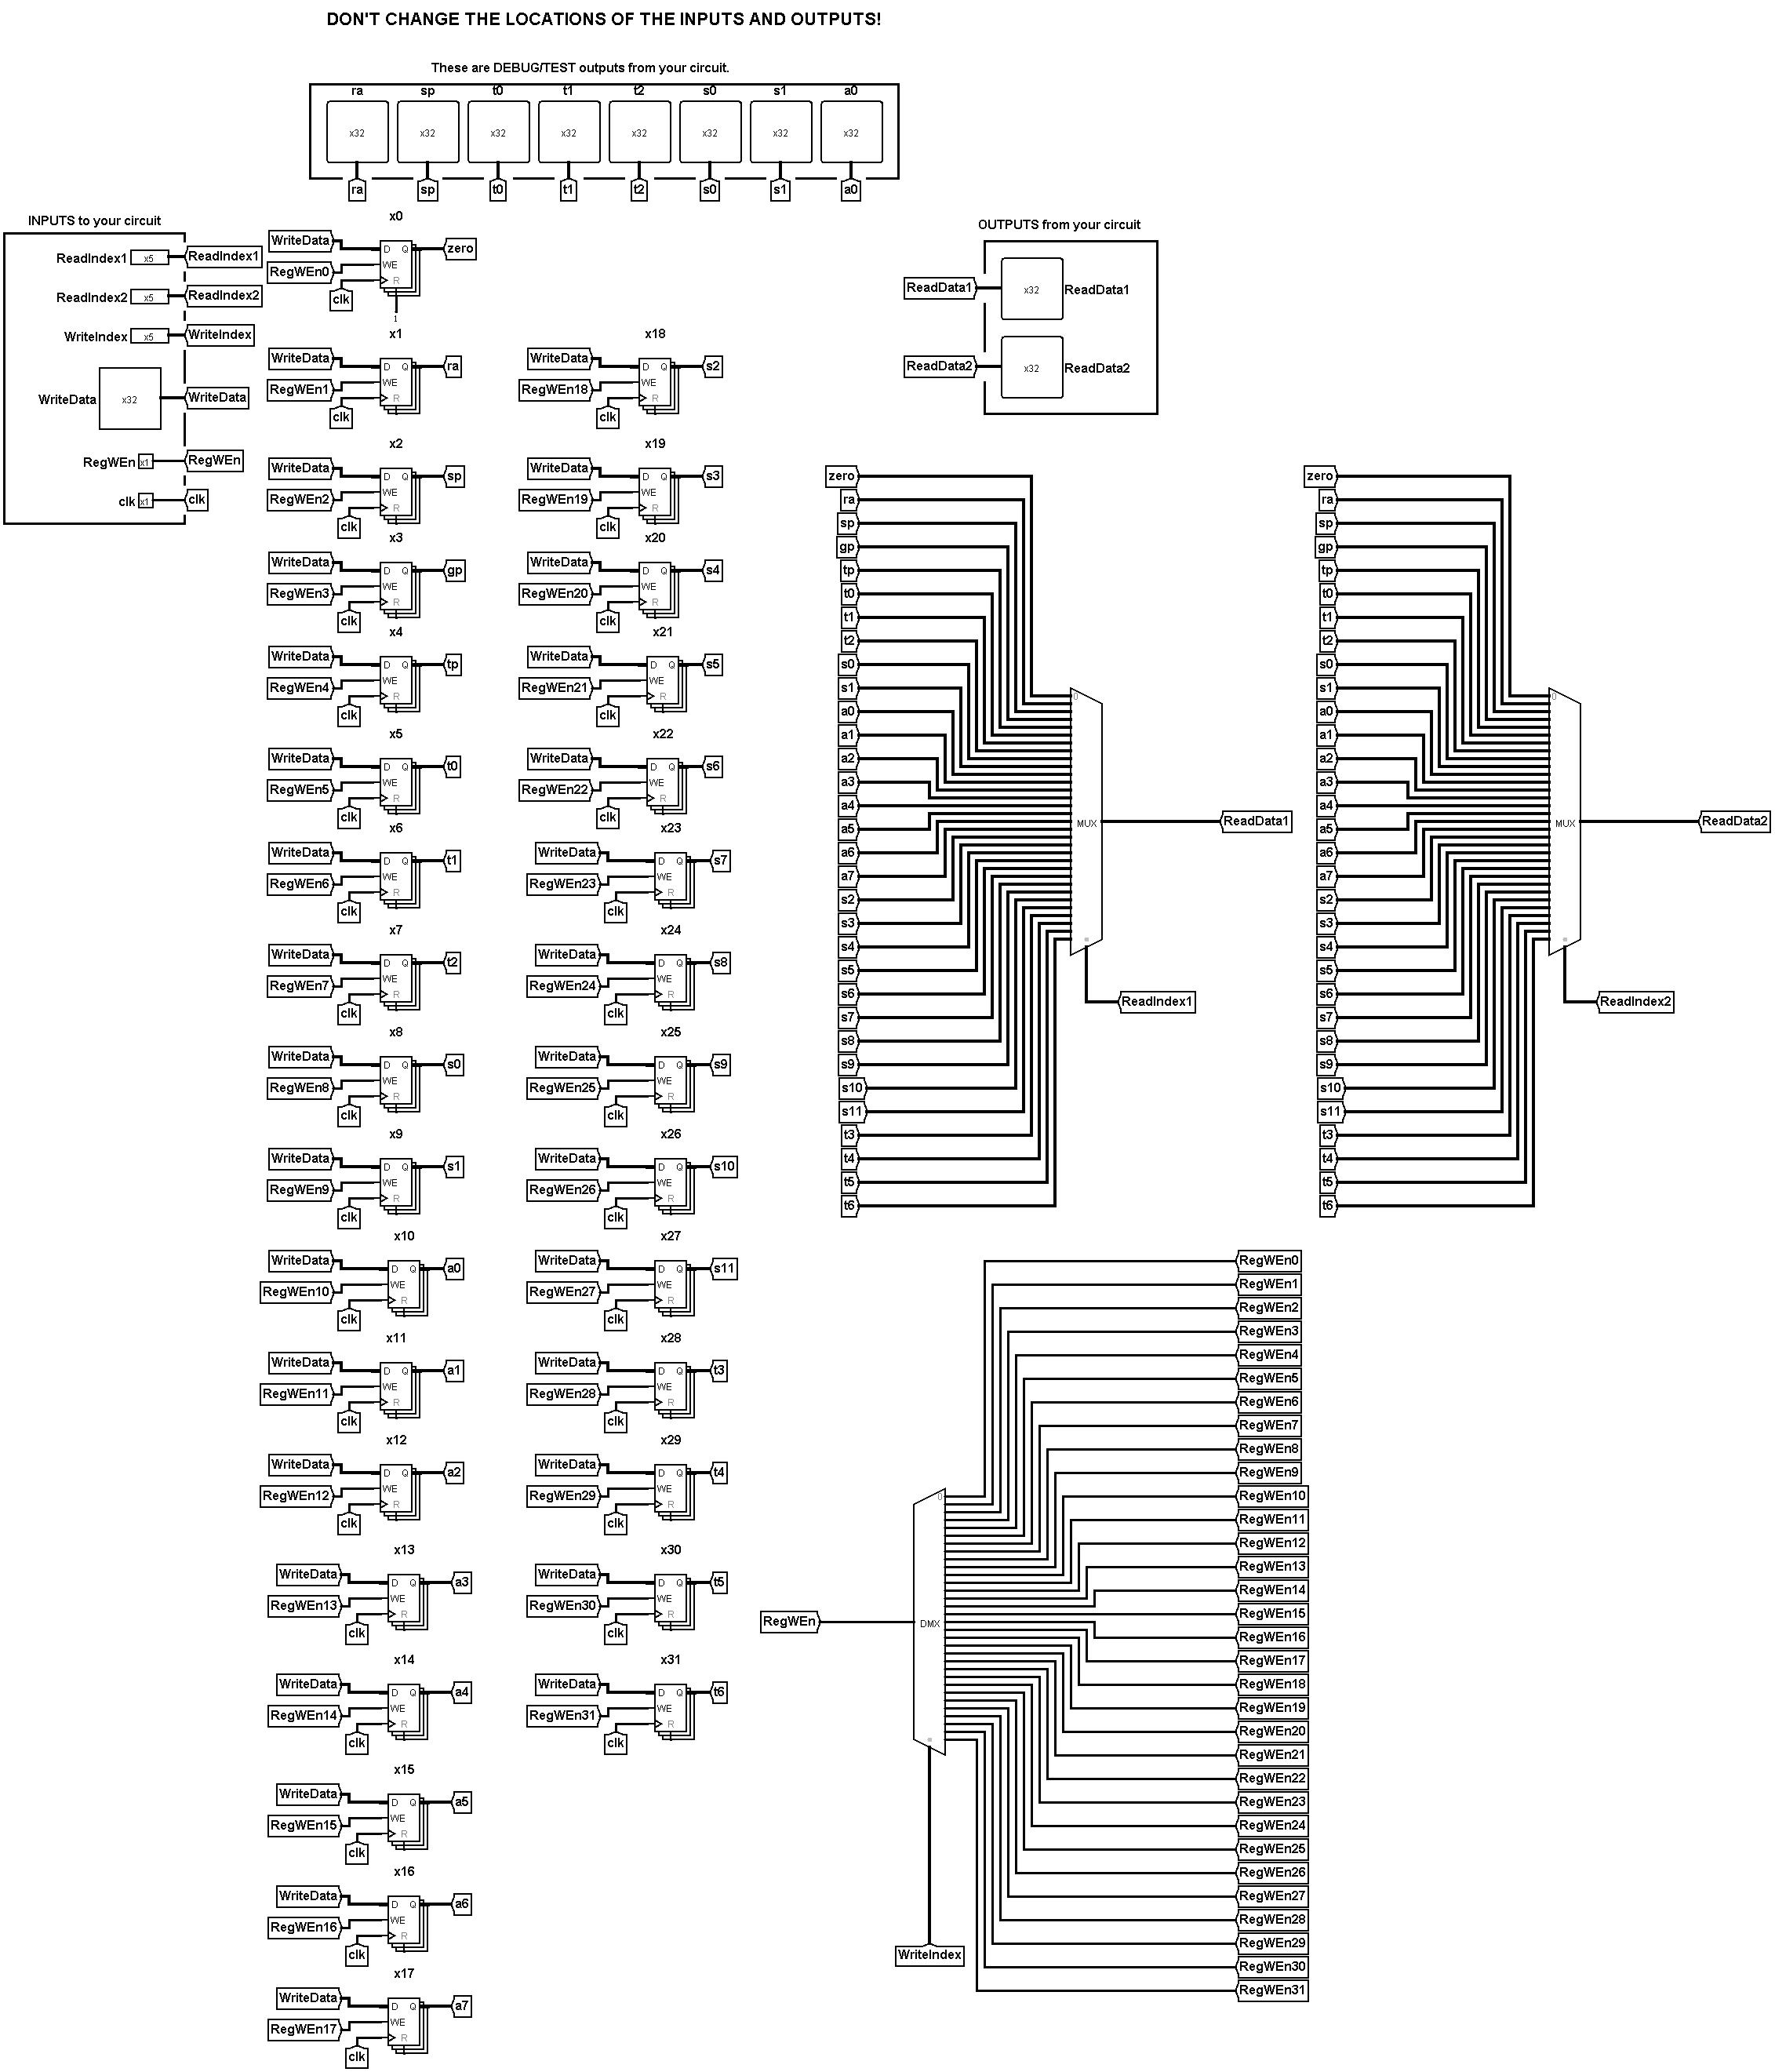 DON'T CHANGE THE LOCATIONS OF THE INPUTS AND OUTPUTS!
These are DEBUG/TEST outputs from your circuit.
ra sp t0 t1 t2 s0 s1 a0
x32 x32 x32 x32 x32 x32 x32 x32
ra sp t0 t1 t2 s0 s1 a0
INPUTS to your circuit
ReadIndex1 x5 ReadIndex1
ReadIndex2 x5 ReadIndex2
WriteIndex x5 WriteIndex
WriteData x32 WriteData
RegWEn x1 RegWEn
clk x1 clk
x0
WriteData D Q zero
RegWEn0 WE
R
clk
1
x1
WriteData D Q ra
RegWEn1 WE
R
clk
x2
WriteData D Q sp
RegWEn2 WE
R
clk
x3
WriteData D Q gp
RegWEn3 WE
R
clk
x4
WriteData D Q tp
RegWEn4 WE
R
clk
x5
WriteData D Q t0
RegWEn5 WE
R
clk
x6
WriteData D Q t1
RegWEn6 WE
R
clk
x7
WriteData D Q t2
RegWEn7 WE
R
clk
x8
WriteData D Q s0
RegWEn8 WE
R
clk
x9
WriteData D Q s1
RegWEn9 WE
R
clk
x10
WriteData D Q a0
RegWEn10 WE
R
clk
x11
WriteData D Q a1
RegWEn11 WE
R
clk
x12
WriteData D Q a2
RegWEn12 WE
R
clk
x13
WriteData D Q a3
RegWEn13 WE
R
clk
x14
WriteData D Q a4
RegWEn14 WE
R
clk
x15
WriteData D Q a5
RegWEn15 WE
R
clk
x16
WriteData D Q a6
RegWEn16 WE
R
clk
x17
WriteData D Q a7
RegWEn17 WE
R
clk
x18
WriteData D Q s2
RegWEn18 WE
R
clk
x19
WriteData D Q s3
RegWEn19 WE
R
clk
x20
WriteData D Q s4
RegWEn20 WE
R
clk
x21
WriteData D Q s5
RegWEn21 WE
R
clk
x22
WriteData D Q s6
RegWEn22 WE
R
clk
x23
WriteData D Q s7
RegWEn23 WE
R
clk
x24
WriteData D Q s8
RegWEn24 WE
R
clk
x25
WriteData D Q s9
RegWEn25 WE
R
clk
x26
WriteData D Q s10
RegWEn26 WE
R
clk
x27
WriteData D Q s11
RegWEn27 WE
R
clk
x28
WriteData D Q t3
RegWEn28 WE
R
clk
x29
WriteData D Q t4
RegWEn29 WE
R
clk
x30
WriteData D Q t5
RegWEn30 WE
R
clk
x31
WriteData D Q t6
RegWEn31 WE
R
clk
OUTPUTS from your circuit
ReadData1 x32 ReadData1
ReadData2 x32 ReadData2
zero
ra
sp
gp
tp
t0
t1
t2
s0
s1
a0
a1
a2
a3
a4
a5
a6
a7
s2
s3
s4
s5
s6
s7
s8
s9
s10
s11
t3
t4
t5
t6
0
MUX
ReadData1
ReadIndex1
zero
ra
sp
gp
tp
t0
t1
t2
s0
s1
a0
a1
a2
a3
a4
a5
a6
a7
s2
s3
s4
s5
s6
s7
s8
s9
s10
s11
t3
t4
t5
t6
0
MUX
ReadData2
ReadIndex2
RegWEn
0
DMX
WriteIndex
RegWEn0
RegWEn1
RegWEn2
RegWEn3
RegWEn4
RegWEn5
RegWEn6
RegWEn7
RegWEn8
RegWEn9
RegWEn10
RegWEn11
RegWEn12
RegWEn13
RegWEn14
RegWEn15
RegWEn16
RegWEn17
RegWEn18
RegWEn19
RegWEn20
RegWEn21
RegWEn22
RegWEn23
RegWEn24
RegWEn25
RegWEn26
RegWEn27
RegWEn28
RegWEn29
RegWEn30
RegWEn31